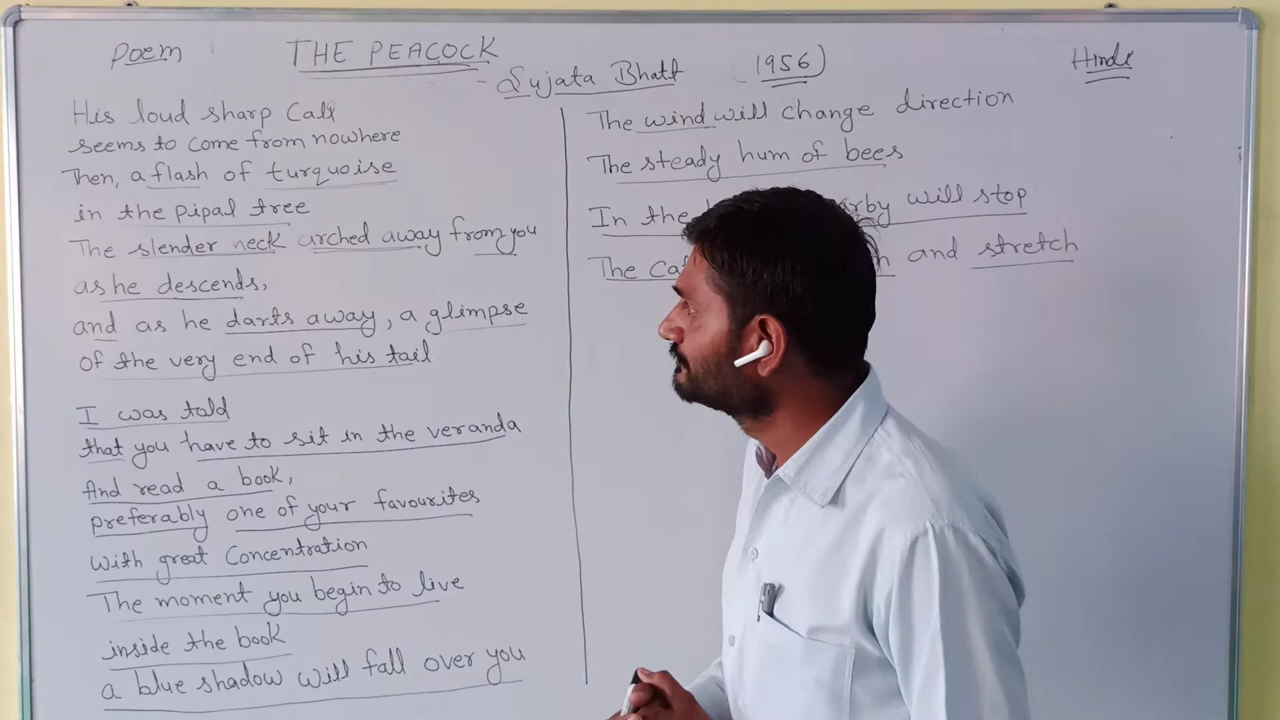 Poem
THE PEACOCK
- Sujata Bhatt (1956)
Hindi
His loud sharp Call
seems to come from nowhere
Then, a flash of turquoise
in the pipal tree
The slender neck arched away from you
as he descends,
and as he darts away, a glimpse
of the very end of his tail
I was told
that you have to sit in the veranda
And read a book,
preferably one of your favourites
with great Concentration
The moment you begin to live
inside the book
a blue shadow will fall over you
The wind will change direction
The steady hum of bees
In the will stop
The and stretch